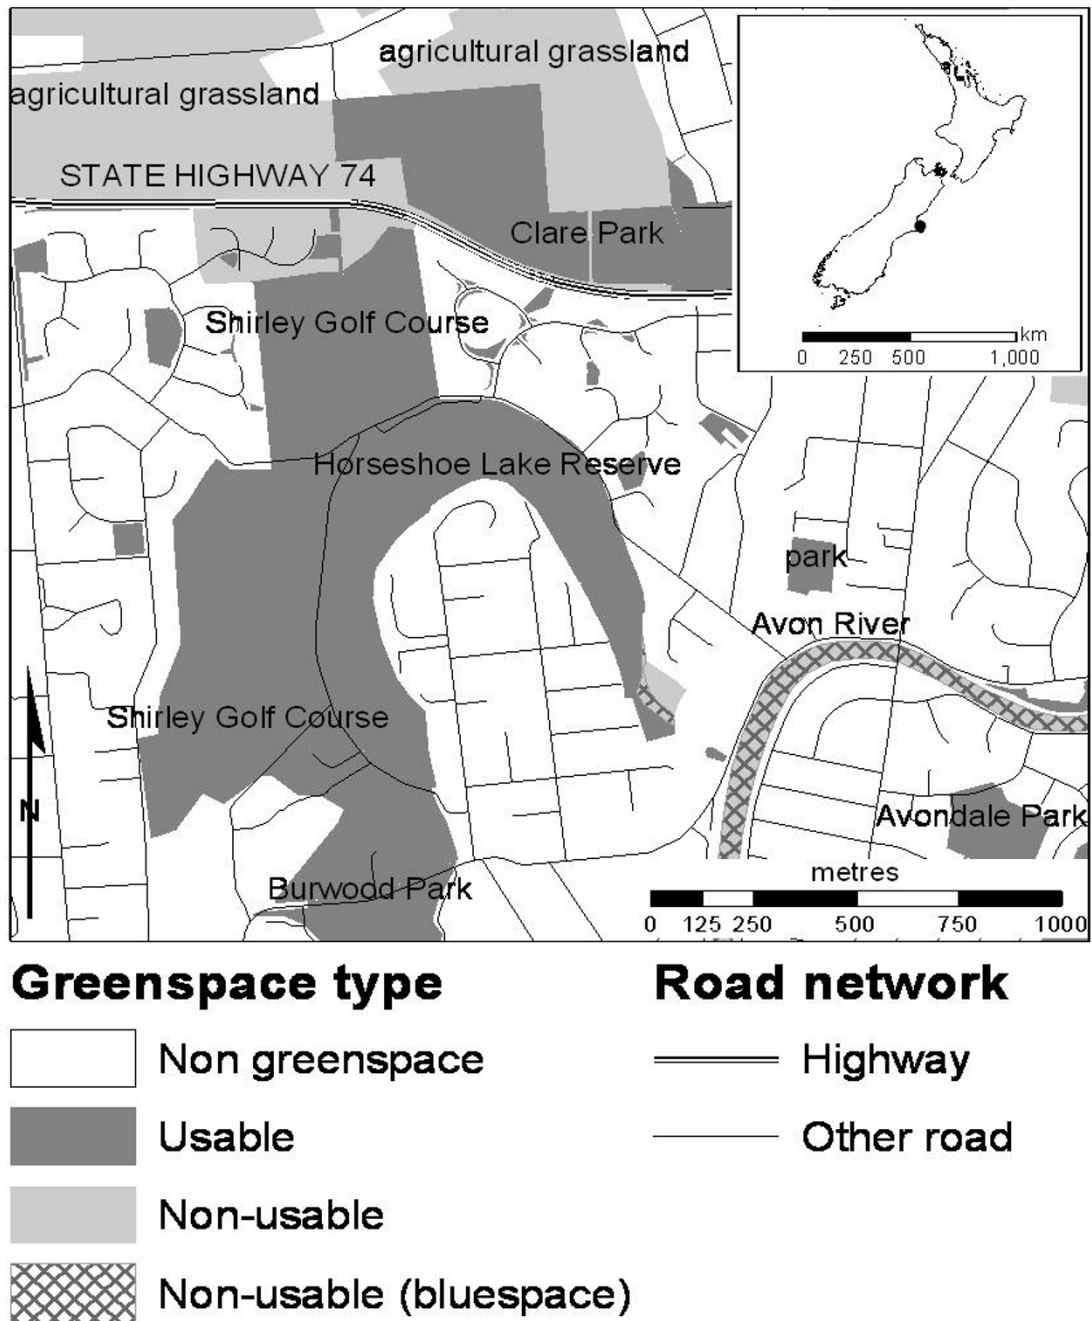 agricultural grassland
agricultural grassland
STATE HIGHWAY 74
Clare Park
km
0 250 500 1,000
Shirley Golf Course
Horseshoe Lake Reserve
park
Avon River
Shirley Golf Course
N
Avondale Park
metres
Burwood Park
0 125 250 500 750 1000
Greenspace type
Non greenspace
Usable
Non-usable
Non-usable (bluespace)
Road network
Highway
Other road